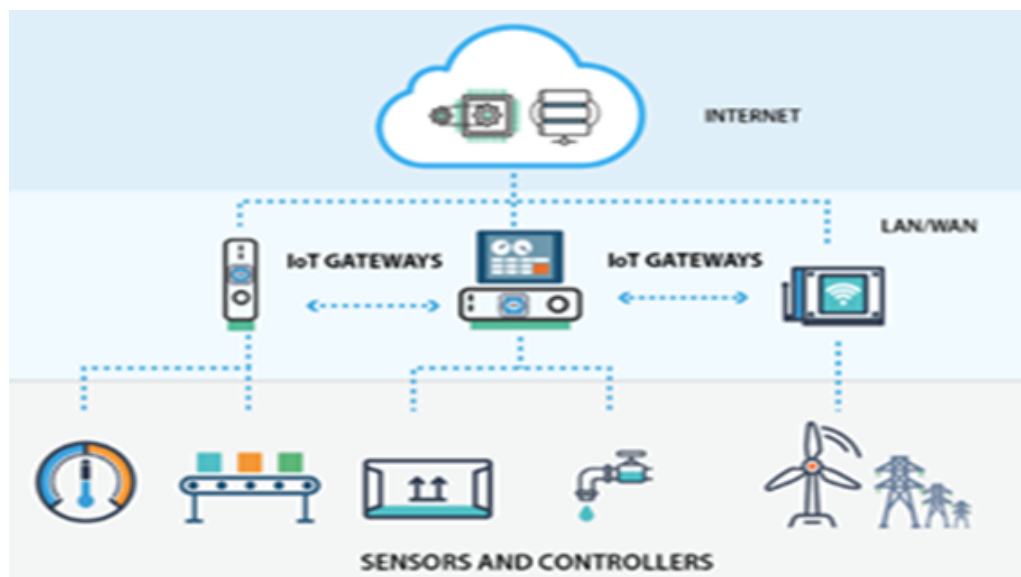 INTERNET
LAN/WAN
IoT GATEWAYS
IoT GATEWAYS
SENSORS AND CONTROLLERS